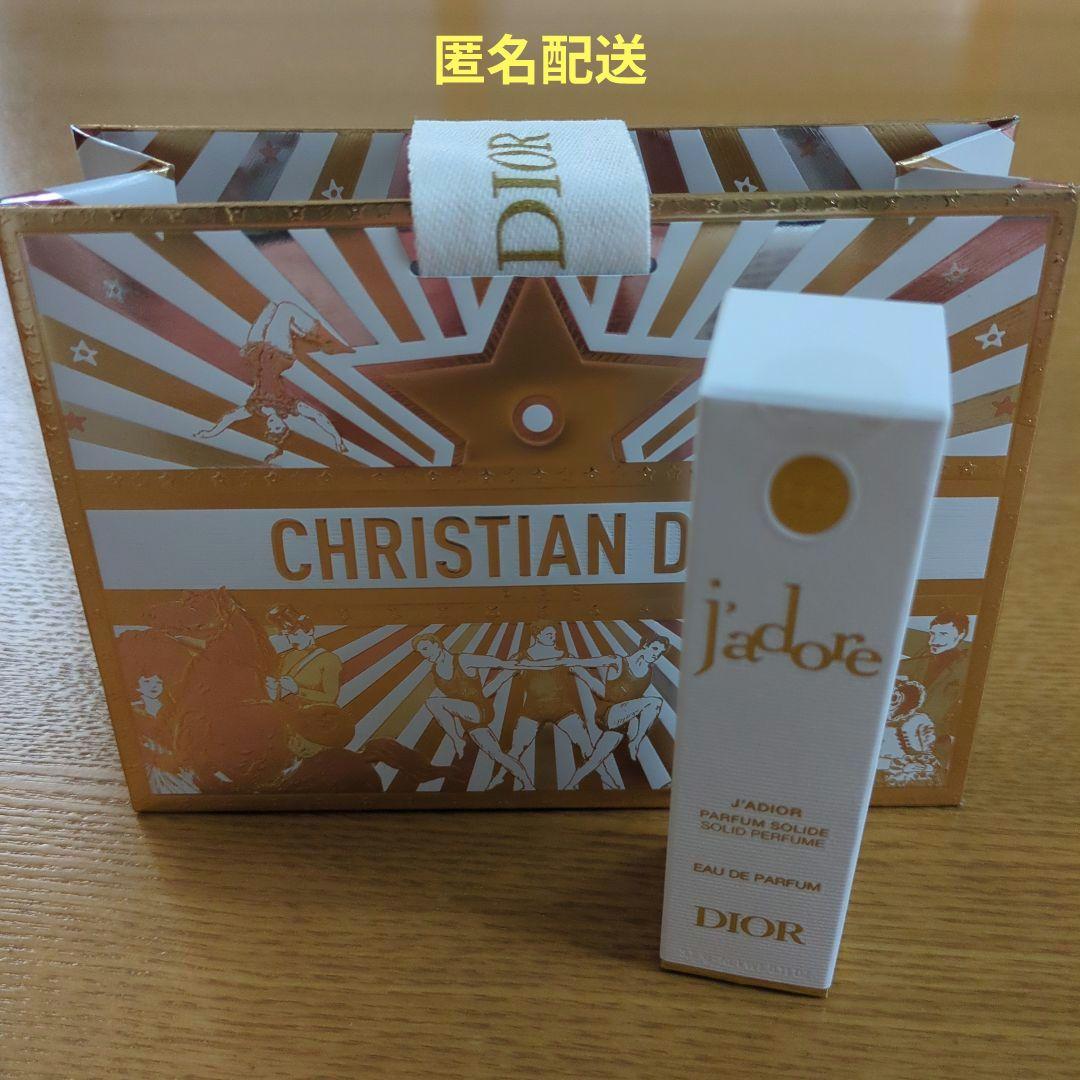 匿名配送
DIOR
CHRISTIAN D
j'adore
J'ADIOR
PARFUM SOLIDE
SOLID PERFUME
EAU DE PARFUM
DIOR